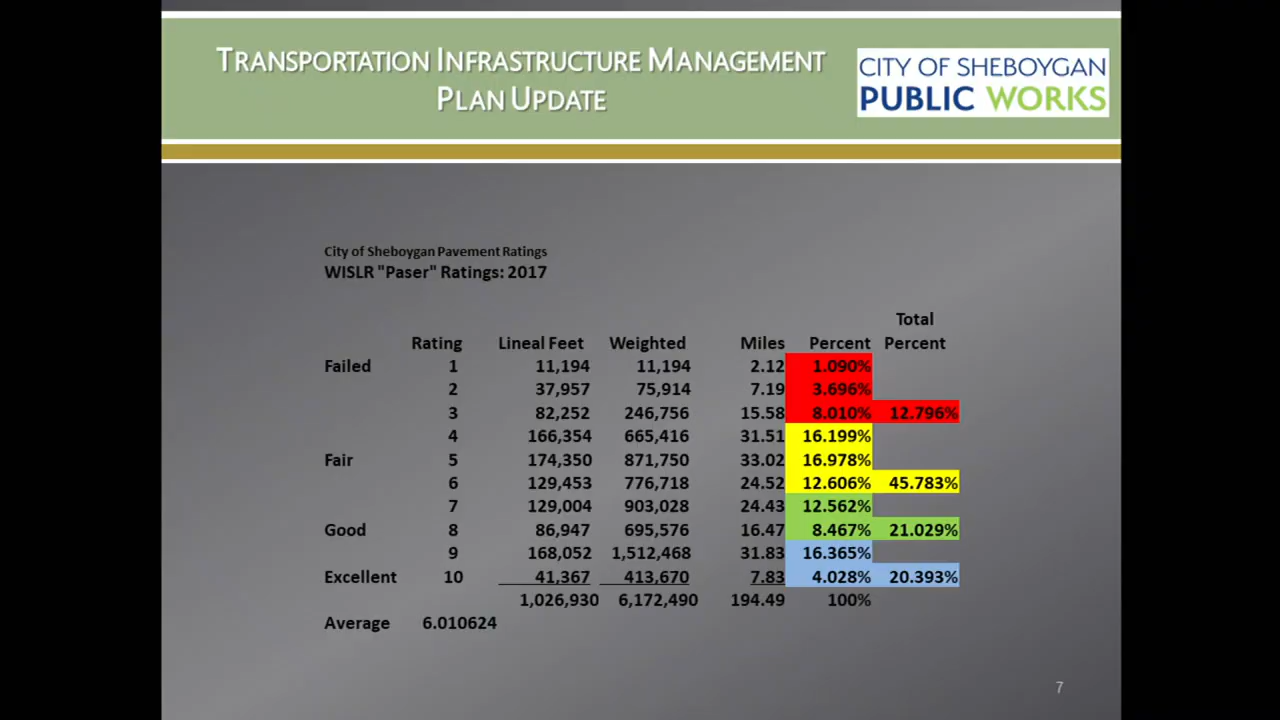 TRANSPORTATION INFRASTRUCTURE MANAGEMENT
PLAN UPDATE
CITY OF SHEBOYGAN
PUBLIC WORKS
City of Sheboygan Pavement Ratings
WISLR "Paser" Ratings: 2017
Total
Rating Lineal Feet Weighted Miles Percent Percent
Failed 1 11,194 11,194 2.12 1.090%
2 37,957 75,914 7.19 3.696%
3 82,252 246,756 15.58 8.010% 12.796%
4 166,354 665,416 31.51 16.199%
Fair 5 174,350 871,750 33.02 16.978%
6 129,453 776,718 24.52 12.606% 45.783%
7 129,004 903,028 24.43 12.562%
Good 8 86,947 695,576 16.47 8.467% 21.029%
9 168,052 1,512,468 31.83 16.365%
Excellent 10 41,367 413,670 7.83 4.028% 20.393%
1,026,930 6,172,490 194.49 100%
Average 6.010624
7